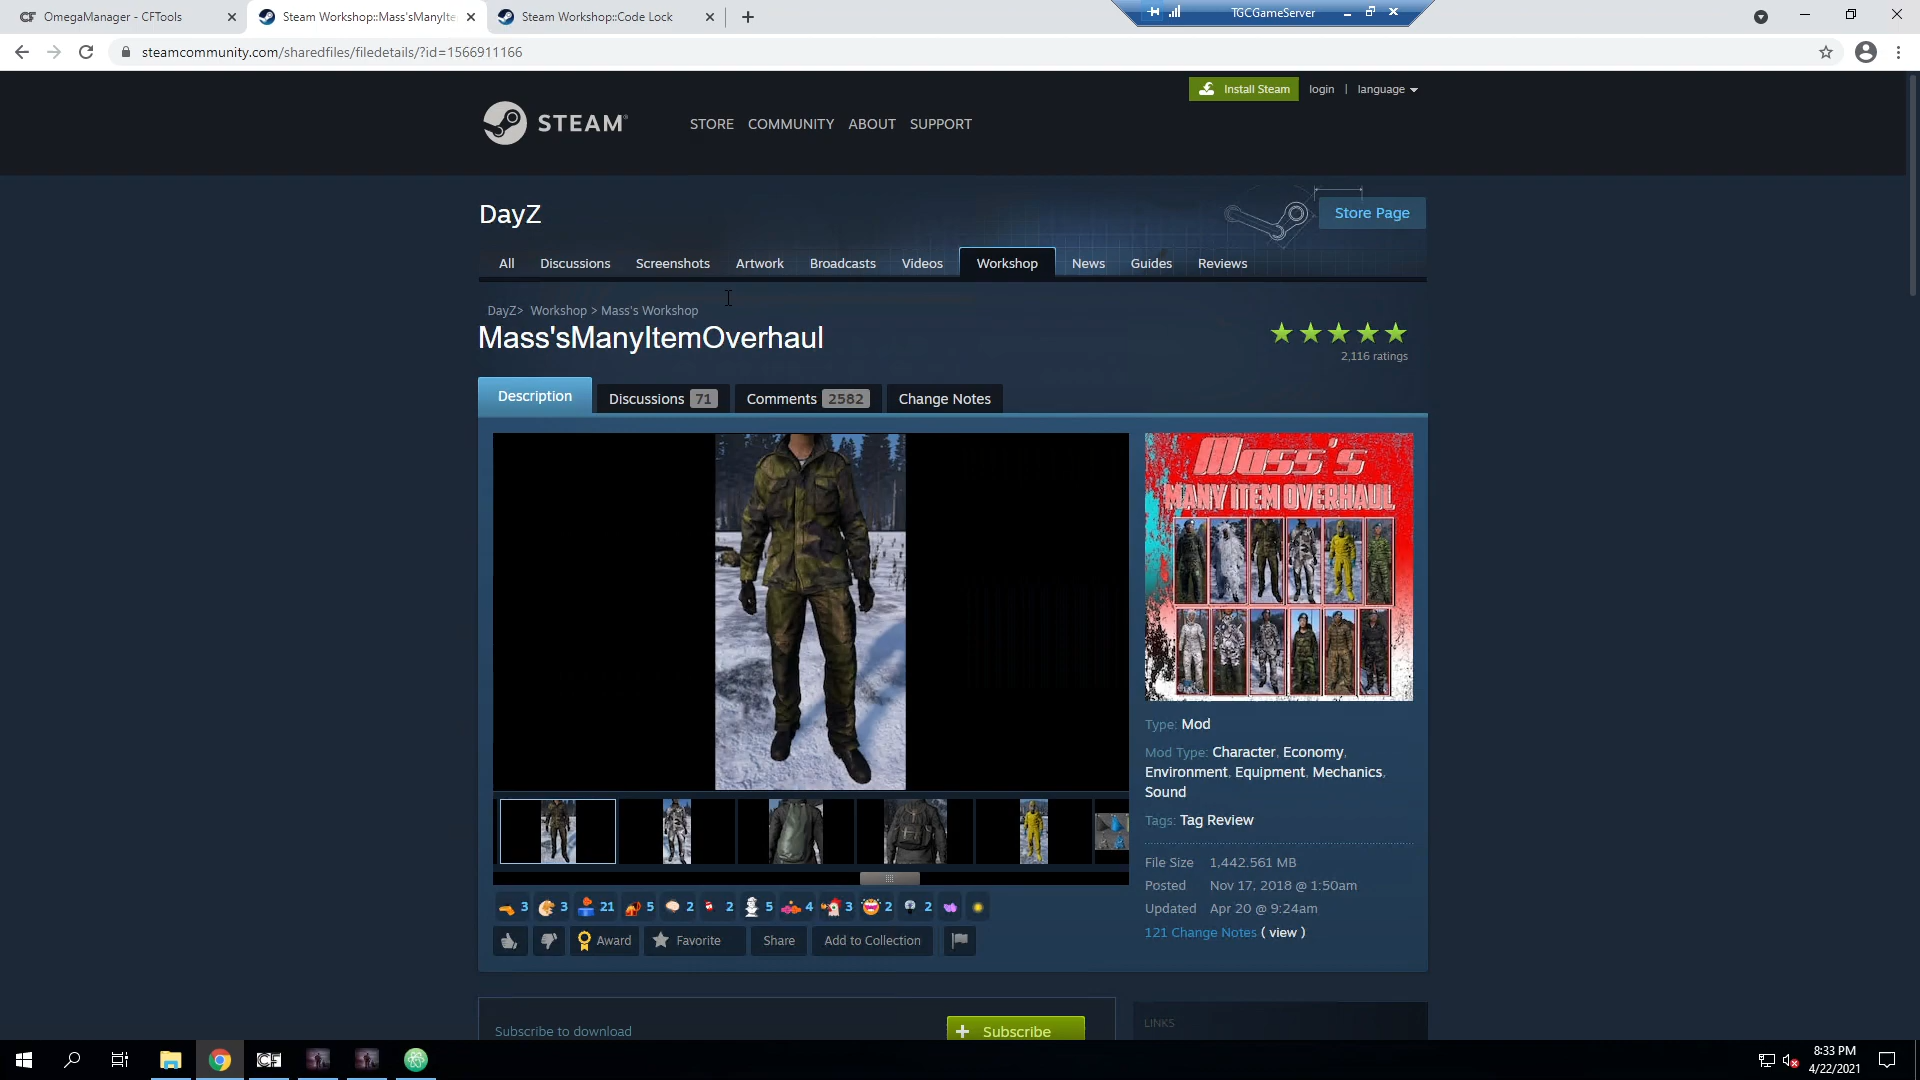 OmegaManager - CFTools
Steam Workshop::Mass'sManyIte
Steam Workshop::Code Lock
TGCGameServer
steamcommunity.com/sharedfiles/filedetails/?id=1566911166
Install Steam
login | language
STEAM
STORE COMMUNITY ABOUT SUPPORT
DayZ
Store Page
All Discussions Screenshots Artwork Broadcasts Videos Workshop News Guides Reviews
DayZ> Workshop > Mass's Workshop
Mass'sManyItemOverhaul
2,116 ratings
Description Discussions 71 Comments 2582 Change Notes
Mass's
MANY ITEM OVERHAUL
Type: Mod
Mod Type: Character, Economy,
Environment, Equipment, Mechanics,
Sound
Tags: Tag Review
File Size 1,442.561 MB
Posted Nov 17, 2018 @ 1:50am
Updated Apr 20 @ 9:24am
121 Change Notes ( view )
3 3 21 5 2 2 5 4 3 2 2
Award Favorite Share Add to Collection
Subscribe to download
+ Subscribe
LINKS
CF
8:33 PM
4/22/2021